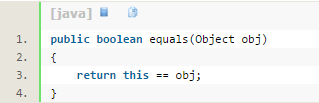 [java]
1. public boolean equals(Object obj)
2. {
3. return this == obj;
4. }